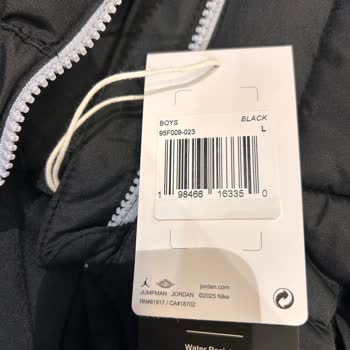 BOYS BLACK
95F009-023 L
1 98466 16335 0
jordan.com
JUMPMAN JORDAN ©2025 Nike
RN#61917 / CA#18702
Water